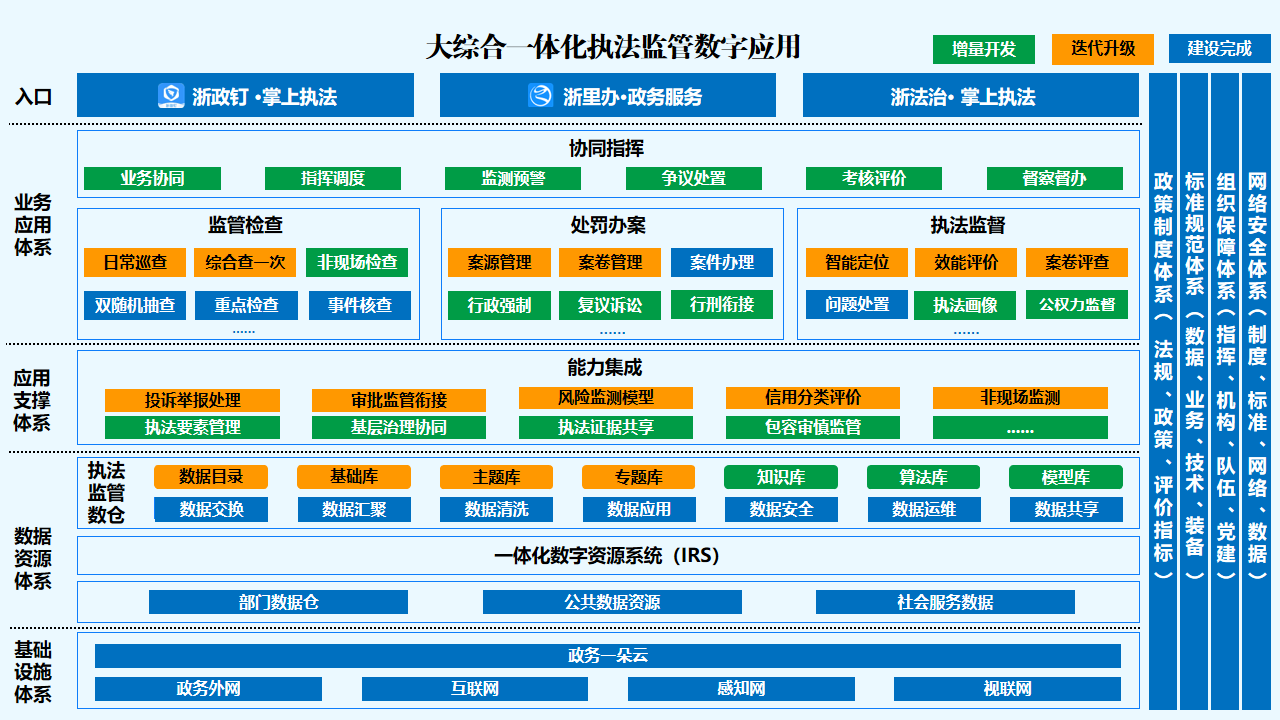 大综合一体化执法监管数字应用
增量开发
迭代升级
建设完成
入口
浙政钉 ·掌上执法
浙里办·政务服务
浙法治· 掌上执法
业务
应用
体系
协同指挥
业务协同
指挥调度
监测预警
争议处置
考核评价
督察督办
监管检查
日常巡查
综合查一次
非现场检查
双随机抽查
重点检查
事件核查
......
处罚办案
案源管理
案卷管理
案件办理
行政强制
复议诉讼
行刑衔接
......
执法监督
智能定位
效能评价
案卷评查
问题处置
执法画像
公权力监督
......
应用
支撑
体系
能力集成
投诉举报处理
审批监管衔接
风险监测模型
信用分类评价
非现场监测
执法要素管理
基层治理协同
执法证据共享
包容审慎监管
......
数据
资源
体系
执法
监管
数仓
数据目录
基础库
主题库
专题库
知识库
算法库
模型库
数据交换
数据汇聚
数据清洗
数据应用
数据安全
数据运维
数据共享
一体化数字资源系统（IRS）
部门数据仓
公共数据资源
社会服务数据
基础
设施
体系
政务一朵云
政务外网
互联网
感知网
视联网
政策制度体系（法规、政策、评价指标）
标准规范体系（数据、业务、技术、装备）
组织保障体系（指挥、机构、队伍、党建）
网络安全体系（制度、标准、网络、数据）